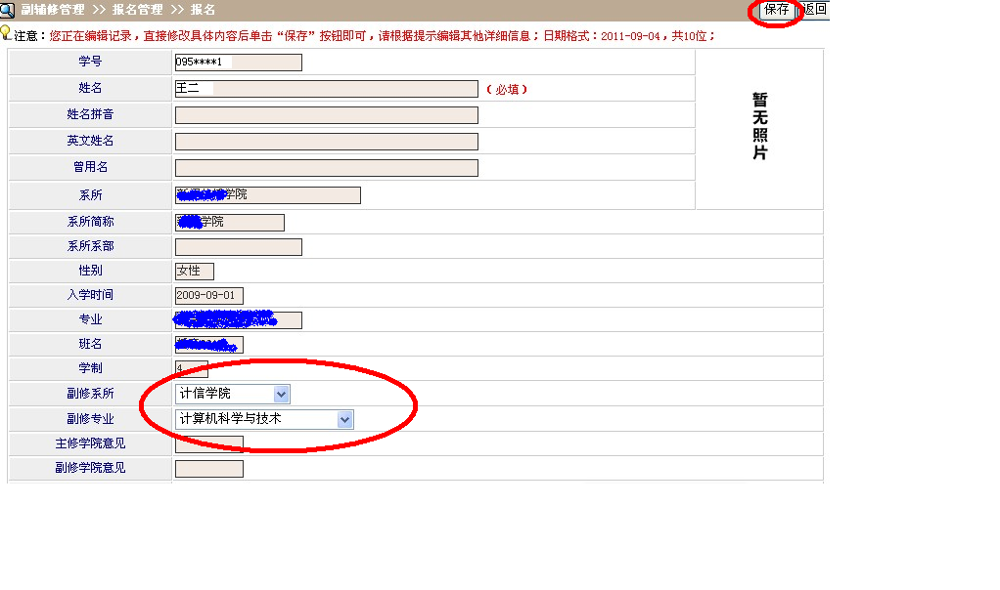 副辅修管理 >> 报名管理 >> 报名 保存 返回
注意：您正在编辑记录，直接修改具体内容后单击“保存”按钮即可，请根据提示编辑其他详细信息；日期格式：2011-09-04，共10位；
学号 095****1
姓名 王二 （必填）
姓名拼音
英文姓名
曾用名
暂无照片
系所 学院
系所简称 学院
系所系部
性别 女性
入学时间 2009-09-01
专业
班名
学制 4
副修系所 计信学院
副修专业 计算机科学与技术
主修学院意见
副修学院意见